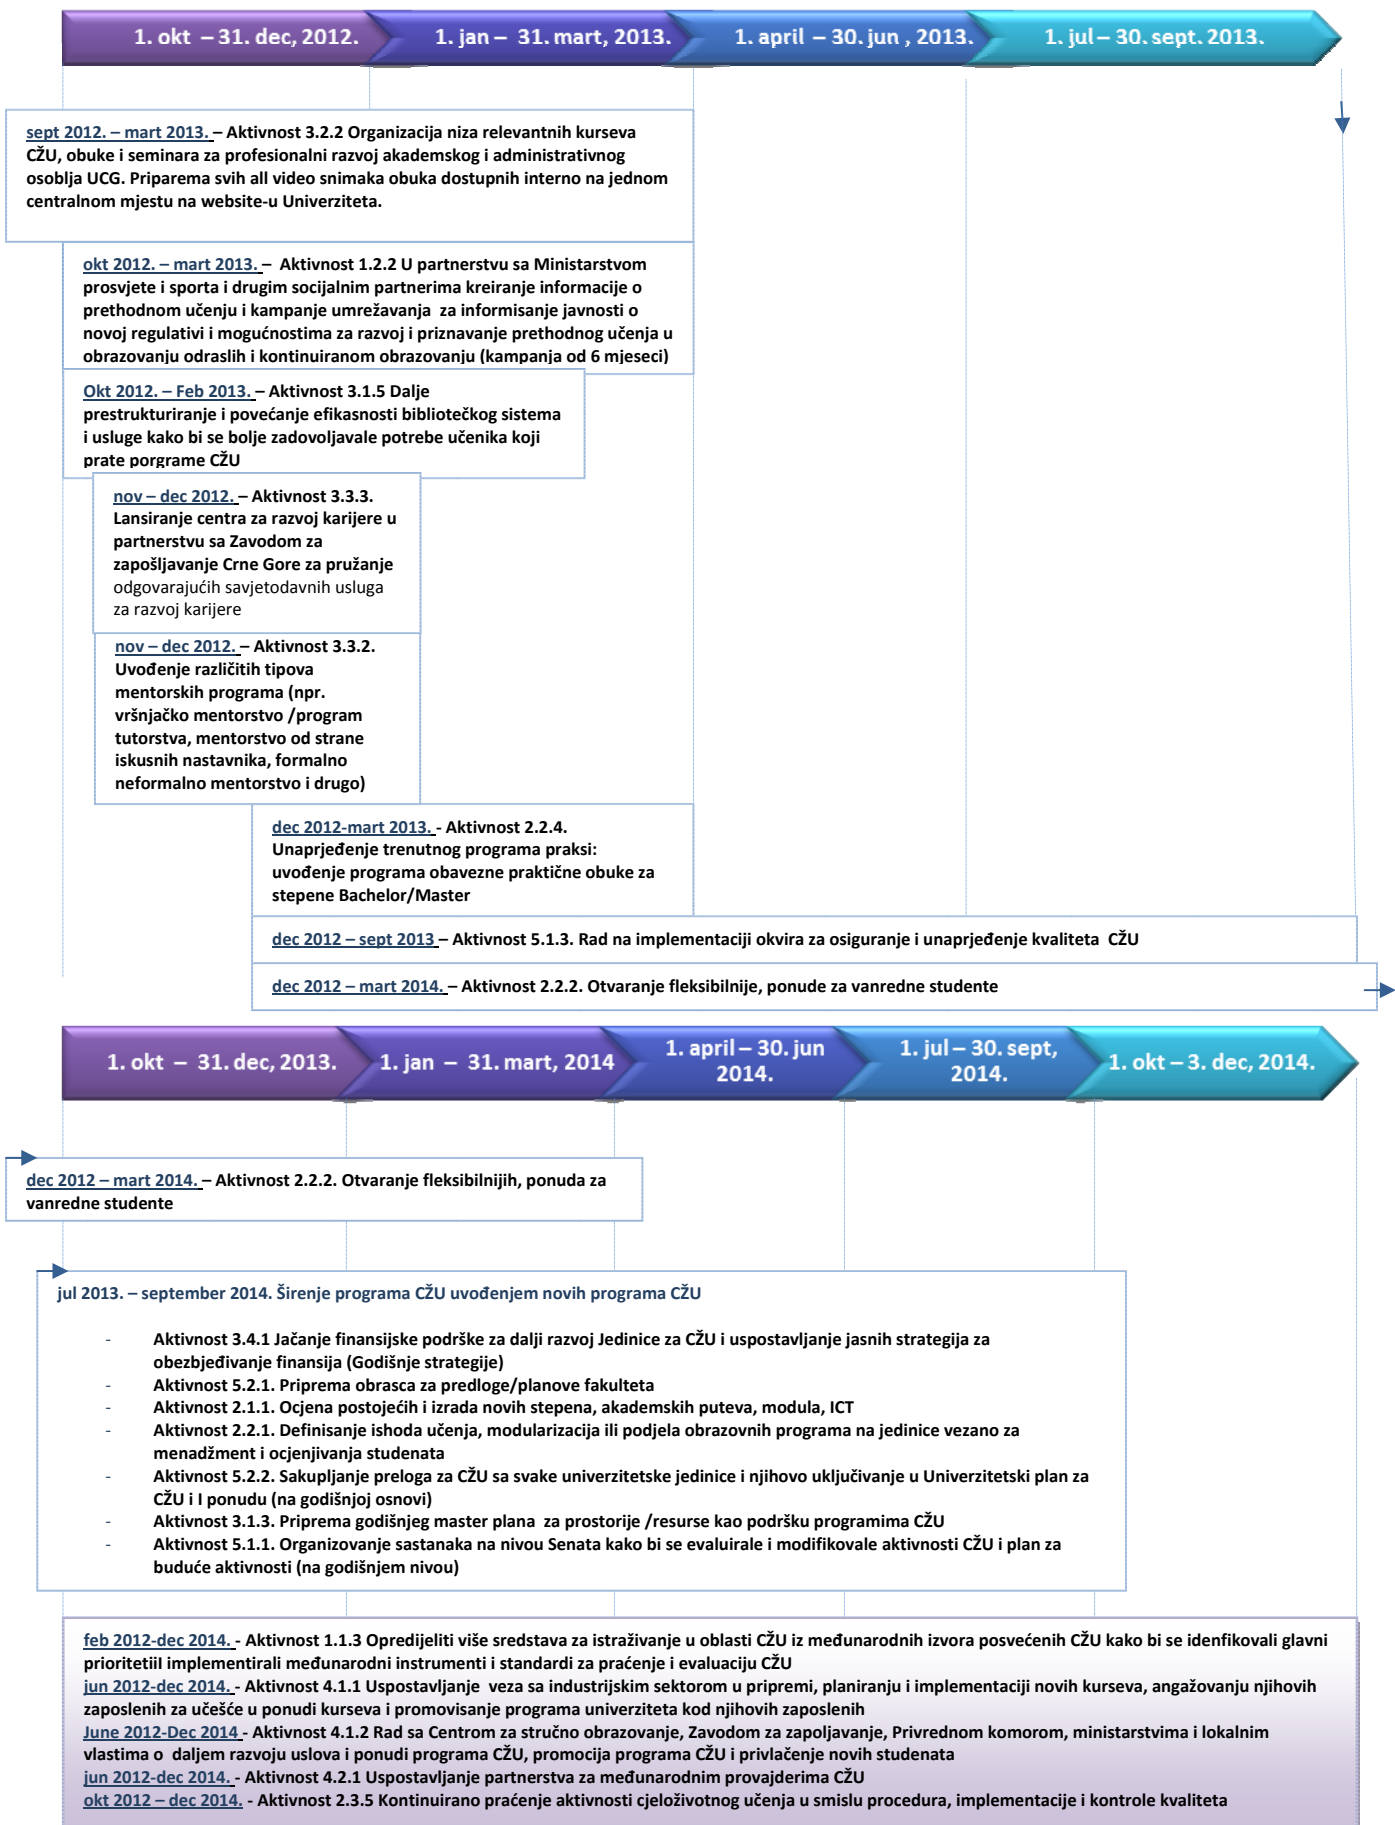 1. okt – 31. dec, 2012.
1. jan – 31. mart, 2013.
1. april – 30. jun , 2013.
1. jul – 30. sept. 2013.
sept 2012. – mart 2013. – Aktivnost 3.2.2 Organizacija niza relevantnih kurseva
CŽU, obuke i seminara za profesionalni razvoj akademskog i administrativnog
osoblja UCG. Priparema svih all video snimaka obuka dostupnih interno na jednom
centralnom mjestu na website-u Univerziteta.
okt 2012. – mart 2013. – Aktivnost 1.2.2 U partnerstvu sa Ministarstvom
prosvjete i sporta i drugim socijalnim partnerima kreiranje informacije o
prethodnom učenju i kampanje umrežavanja za informisanje javnosti o
novoj regulativi i mogućnostima za razvoj i priznavanje prethodnog učenja u
obrazovanju odraslih i kontinuiranom obrazovanju (kampanja od 6 mjeseci)
Okt 2012. – Feb 2013. – Aktivnost 3.1.5 Dalje
prestrukturiranje i povećanje efikasnosti bibliotečkog sistema
i usluge kako bi se bolje zadovoljavale potrebe učenika koji
prate porgrame CŽU
nov – dec 2012. – Aktivnost 3.3.3.
Lansiranje centra za razvoj karijere u
partnerstvu sa Zavodom za
zapošljavanje Crne Gore za pružanje
odgovarajućih savjetodavnih usluga
za razvoj karijere
nov – dec 2012. – Aktivnost 3.3.2.
Uvođenje različitih tipova
mentorskih programa (npr.
vršnjačko mentorstvo /program
tutorstva, mentorstvo od strane
iskusnih nastavnika, formalno
neformalno mentorstvo i drugo)
dec 2012-mart 2013. - Aktivnost 2.2.4.
Unaprjeđenje trenutnog programa praksi:
uvođenje programa obavezne praktične obuke za
stepene Bachelor/Master
dec 2012 – sept 2013 – Aktivnost 5.1.3. Rad na implementaciji okvira za osiguranje i unaprjeđenje kvaliteta CŽU
dec 2012 – mart 2014. – Aktivnost 2.2.2. Otvaranje fleksibilnije, ponude za vanredne studente
1. okt – 31. dec, 2013.
1. jan – 31. mart, 2014
1. april – 30. jun
2014.
1. jul – 30. sept,
2014.
1. okt – 3. dec, 2014.
dec 2012 – mart 2014. – Aktivnost 2.2.2. Otvaranje fleksibilnijih, ponuda za
vanredne studente
jul 2013. – september 2014. Širenje programa CŽU uvođenjem novih programa CŽU
- Aktivnost 3.4.1 Jačanje finansijske podrške za dalji razvoj Jedinice za CŽU i uspostavljanje jasnih strategija za
obezbjeđivanje finansija (Godišnje strategije)
- Aktivnost 5.2.1. Priprema obrasca za predloge/planove fakulteta
- Aktivnost 2.1.1. Ocjena postojećih i izrada novih stepena, akademskih puteva, modula, ICT
- Aktivnost 2.2.1. Definisanje ishoda učenja, modularizacija ili podjela obrazovnih programa na jedinice vezano za
menadžment i ocjenjivanja studenata
- Aktivnost 5.2.2. Sakupljanje preloga za CŽU sa svake univerzitetske jedinice i njihovo uključivanje u Univerzitetski plan za
CŽU i I ponudu (na godišnjoj osnovi)
- Aktivnost 3.1.3. Priprema godišnjeg master plana za prostorije /resurse kao podršku programima CŽU
- Aktivnost 5.1.1. Organizovanje sastanaka na nivou Senata kako bi se evaluirale i modifikovale aktivnosti CŽU i plan za
buduće aktivnosti (na godišnjem nivou)
feb 2012-dec 2014. - Aktivnost 1.1.3 Opredijeliti više sredstava za istraživanje u oblasti CŽU iz međunarodnih izvora posvećenih CŽU kako bi se idenfikovali glavni
prioritetiiI implementirali međunarodni instrumenti i standardi za praćenje i evaluaciju CŽU
jun 2012-dec 2014. - Aktivnost 4.1.1 Uspostavljanje veza sa industrijskim sektorom u pripremi, planiranju i implementaciji novih kurseva, angažovanju njihovih
zaposlenih za učešće u ponudi kurseva i promovisanje programa univerziteta kod njihovih zaposlenih
June 2012-Dec 2014 - Aktivnost 4.1.2 Rad sa Centrom za stručno obrazovanje, Zavodom za zapoljavanje, Privrednom komorom, ministarstvima i lokalnim
vlastima o daljem razvoju uslova i ponudi programa CŽU, promocija programa CŽU i privlačenje novih studenata
jun 2012-dec 2014. - Aktivnost 4.2.1 Uspostavljanje partnerstva za međunarodnim provajderima CŽU
okt 2012 – dec 2014. - Aktivnost 2.3.5 Kontinuirano praćenje aktivnosti cjeloživotnog učenja u smislu procedura, implementacije i kontrole kvaliteta